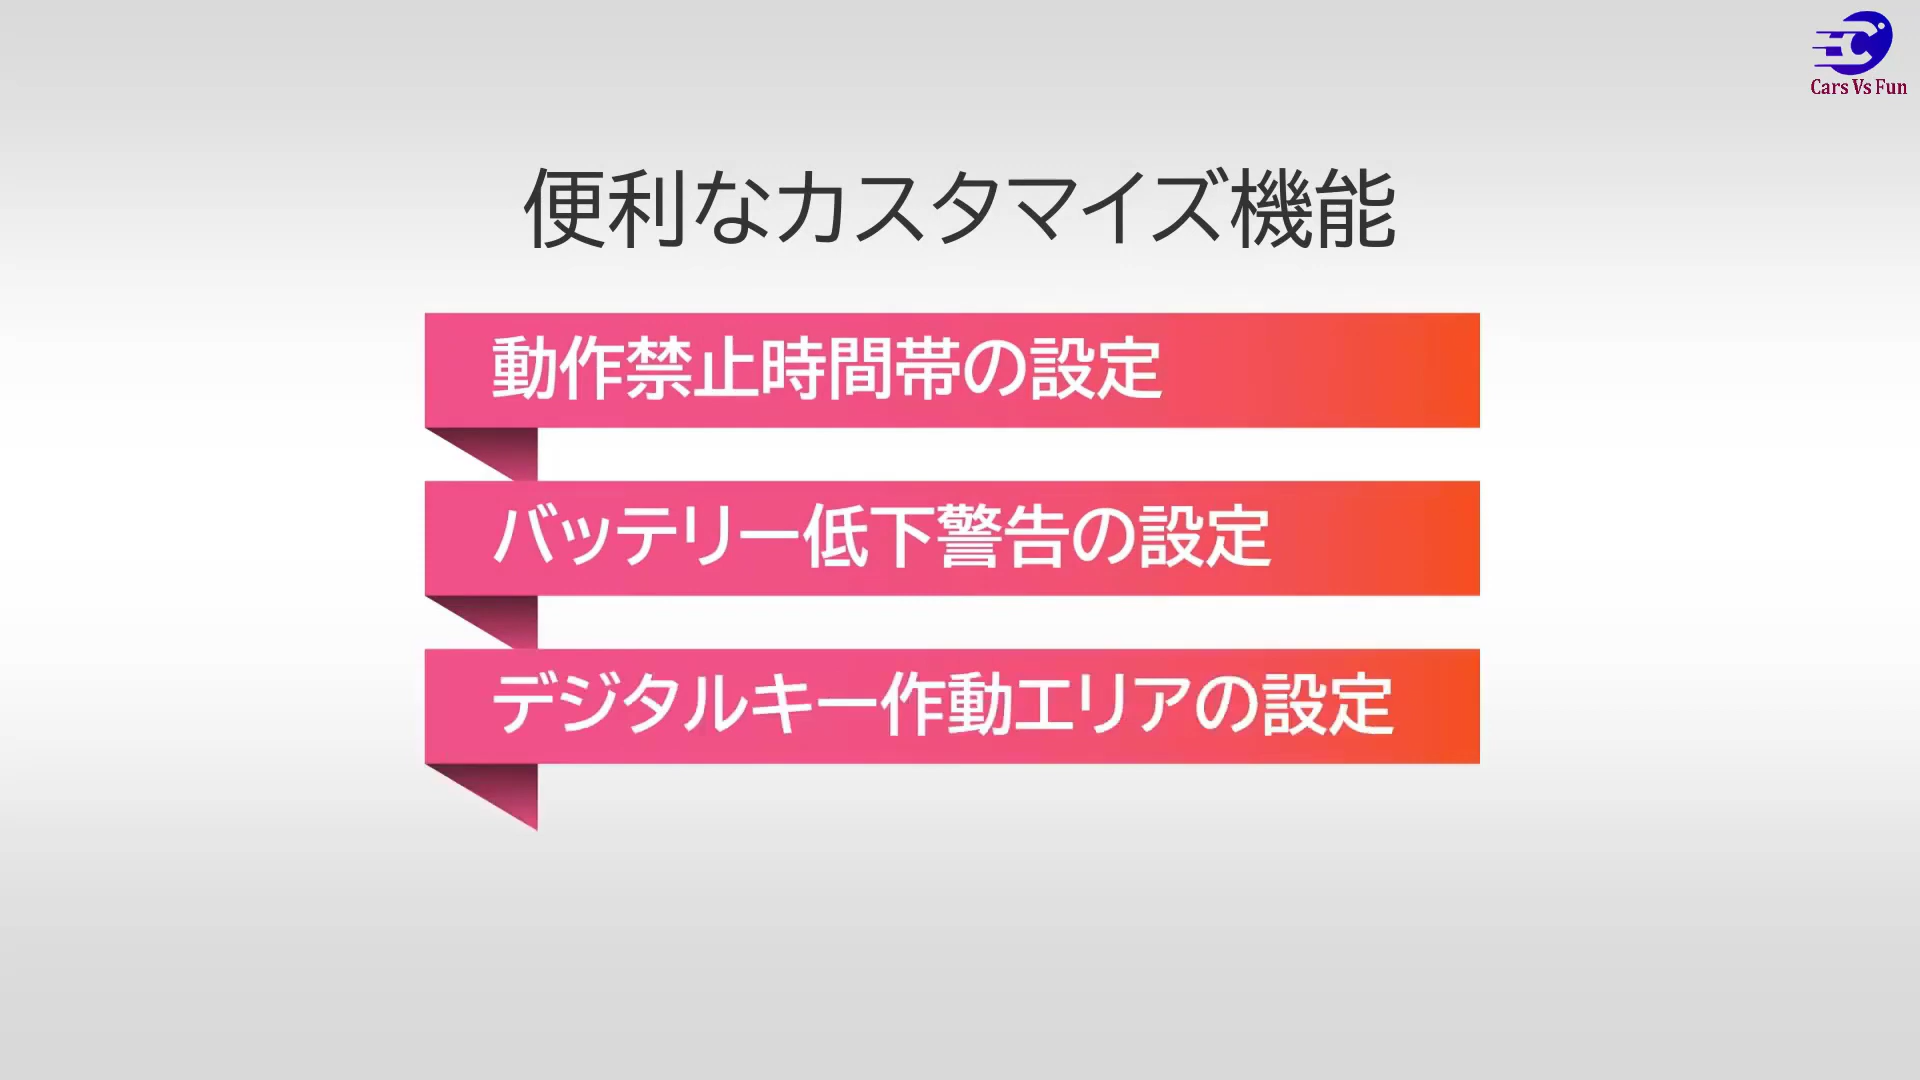 Cars Vs Fun
便利なカスタマイズ機能
動作禁止時間帯の設定
バッテリー低下警告の設定
デジタルキー作動エリアの設定